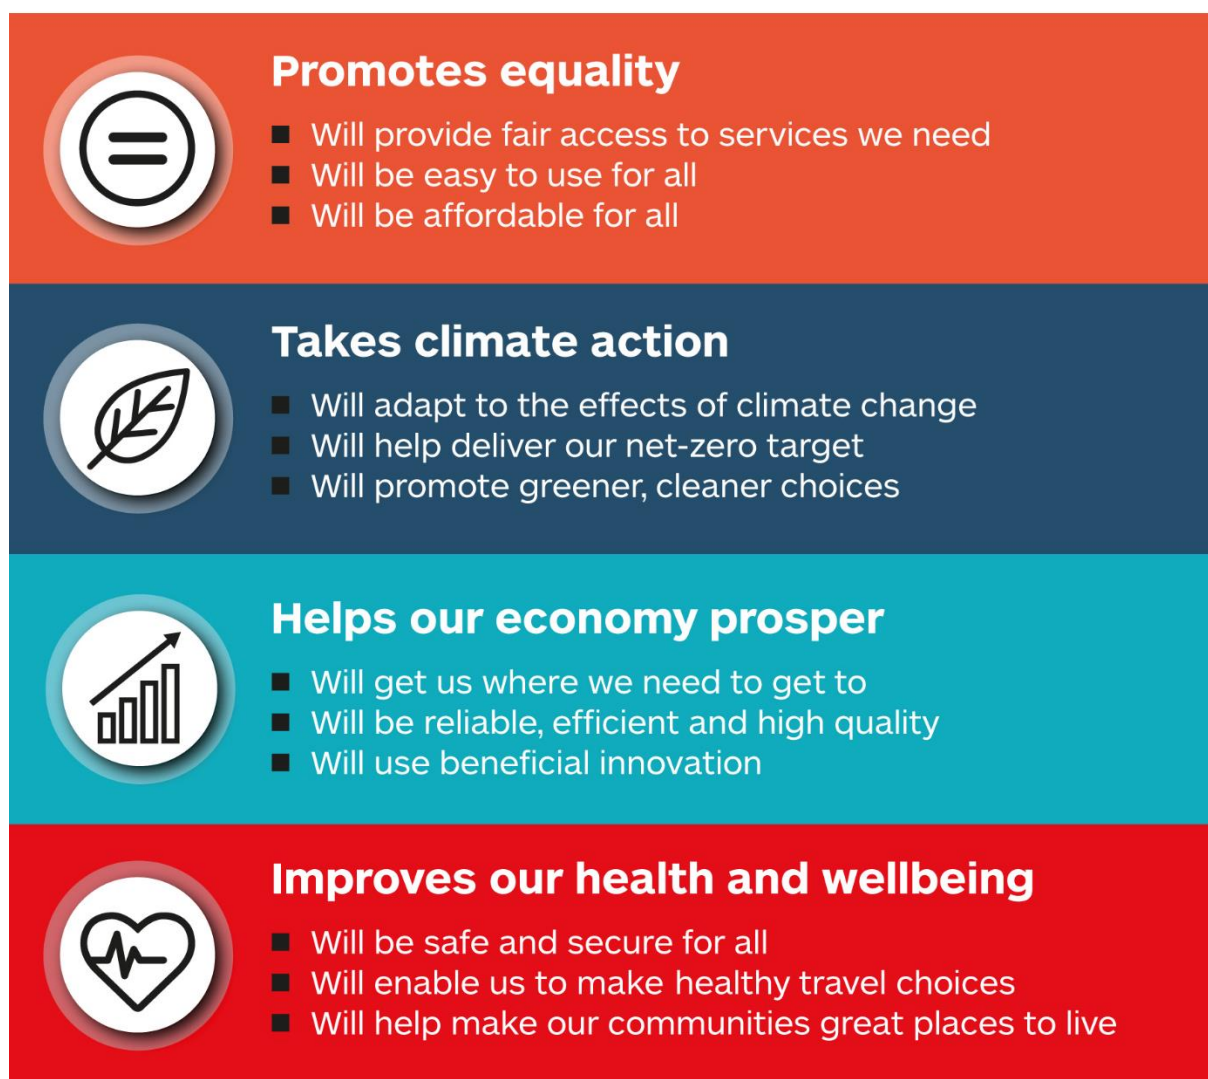 Promotes equality
■ Will provide fair access to services we need
■ Will be easy to use for all
■ Will be affordable for all
Takes climate action
■ Will adapt to the effects of climate change
■ Will help deliver our net-zero target
■ Will promote greener, cleaner choices
Helps our economy prosper
■ Will get us where we need to get to
■ Will be reliable, efficient and high quality
■ Will use beneficial innovation
Improves our health and wellbeing
■ Will be safe and secure for all
■ Will enable us to make healthy travel choices
■ Will help make our communities great places to live